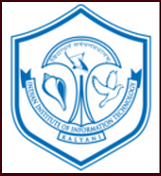 INDIAN INSTITUTE OF INFORMATION TECHNOLOGY
KALYANI